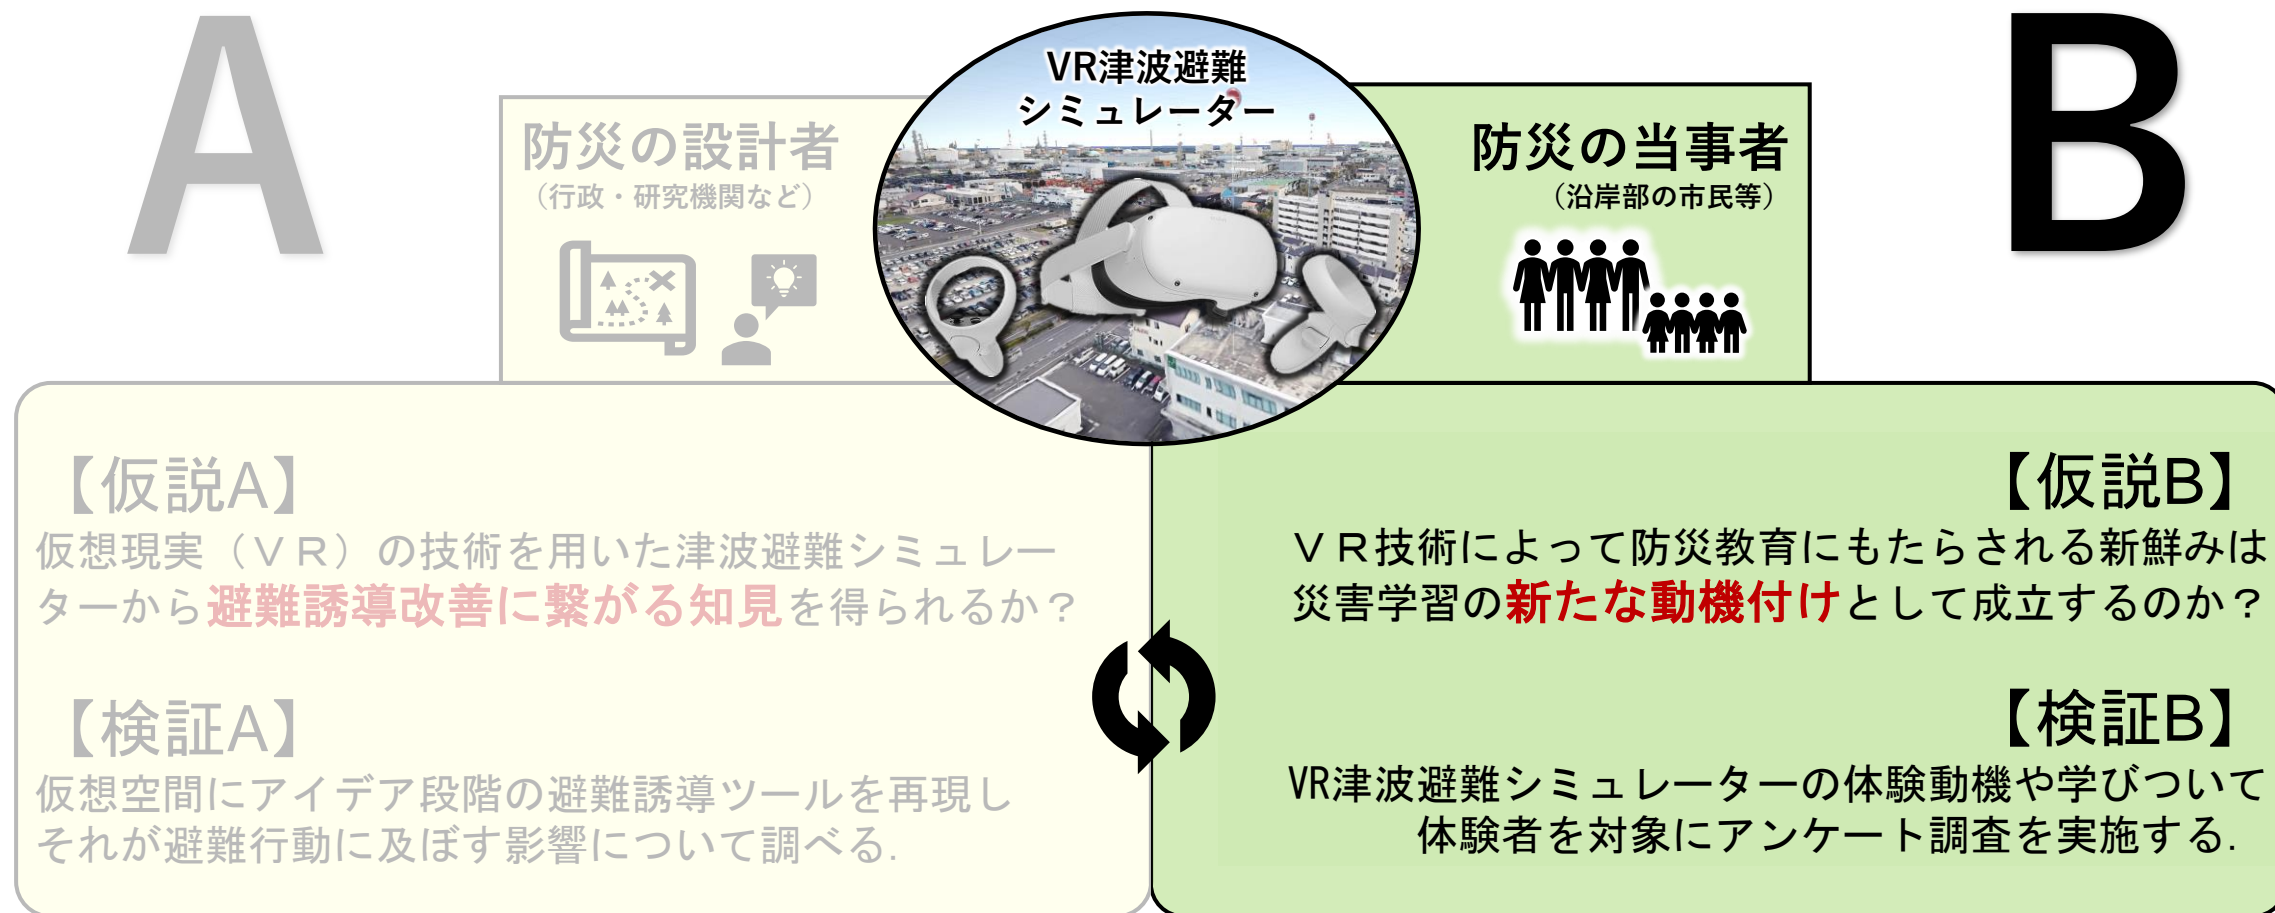 A
B
VR津波避難
シミュレーター
防災の設計者
（行政・研究機関など）
防災の当事者
（沿岸部の市民等）
【仮説A】
仮想現実（ＶＲ）の技術を用いた津波避難シミュレー
ターから避難誘導改善に繋がる知見を得られるか？
【検証A】
仮想空間にアイデア段階の避難誘導ツールを再現し
それが避難行動に及ぼす影響について調べる.
【仮説B】
ＶＲ技術によって防災教育にもたらされる新鮮みは
災害学習の新たな動機付けとして成立するのか？
【検証B】
VR津波避難シミュレーターの体験動機や学びついて
体験者を対象にアンケート調査を実施する.